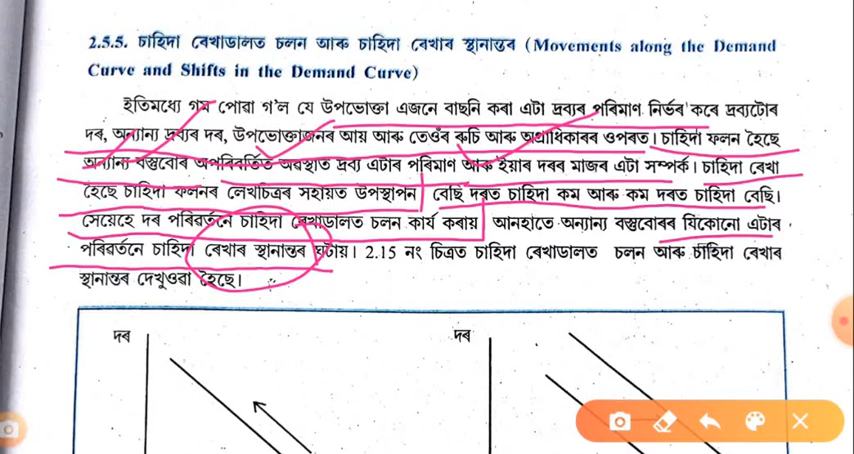 2.5.5. চাহিদা ৰেখাডালত চলন আৰু চাহিদা ৰেখাৰ স্থানান্তৰ (Movements along the Demand
Curve and Shifts in the Demand Curve)
ইতিমধ্যে গম পোৱা গ'ল যে উপভোক্তা এজনে বাছনি কৰা এটা দ্ৰব্যৰ পৰিমাণ নিৰ্ভৰ কৰে দ্ৰব্যটোৰ
দৰ, অন্যান্য দ্ৰব্যৰ দৰ, উপভোক্তাজনৰ আয় আৰু তেওঁৰ ৰুচি আৰু অগ্ৰাধিকাৰৰ ওপৰত। চাহিদা ফলন হৈছে
অন্যান্য বস্তুবোৰ অপৰিবৰ্তিত অৱস্থাত দ্ৰব্য এটাৰ পৰিমাণ আৰু ইয়াৰ দৰৰ মাজৰ এটা সম্পৰ্ক। চাহিদা ৰেখা
হৈছে চাহিদা ফলনৰ লেখচিত্ৰৰ সহায়ত উপস্থাপন বেছি দৰত চাহিদা কম আৰু কম দৰত চাহিদা বেছি।
সেয়েহে দৰ পৰিৱৰ্তনে চাহিদা ৰেখাডালত চলন কাৰ্য কৰায় আনহাতে অন্যান্য বস্তুবোৰৰ যিকোনো এটাৰ
পৰিৱৰ্তনে চাহিদা ৰেখাৰ স্থানান্তৰ ঘটায়। 2.15 নং চিত্ৰত চাহিদা ৰেখাডালত চলন আৰু চাহিদা ৰেখাৰ
স্থানান্তৰ দেখুওৱা হৈছে।
দৰ
দৰ